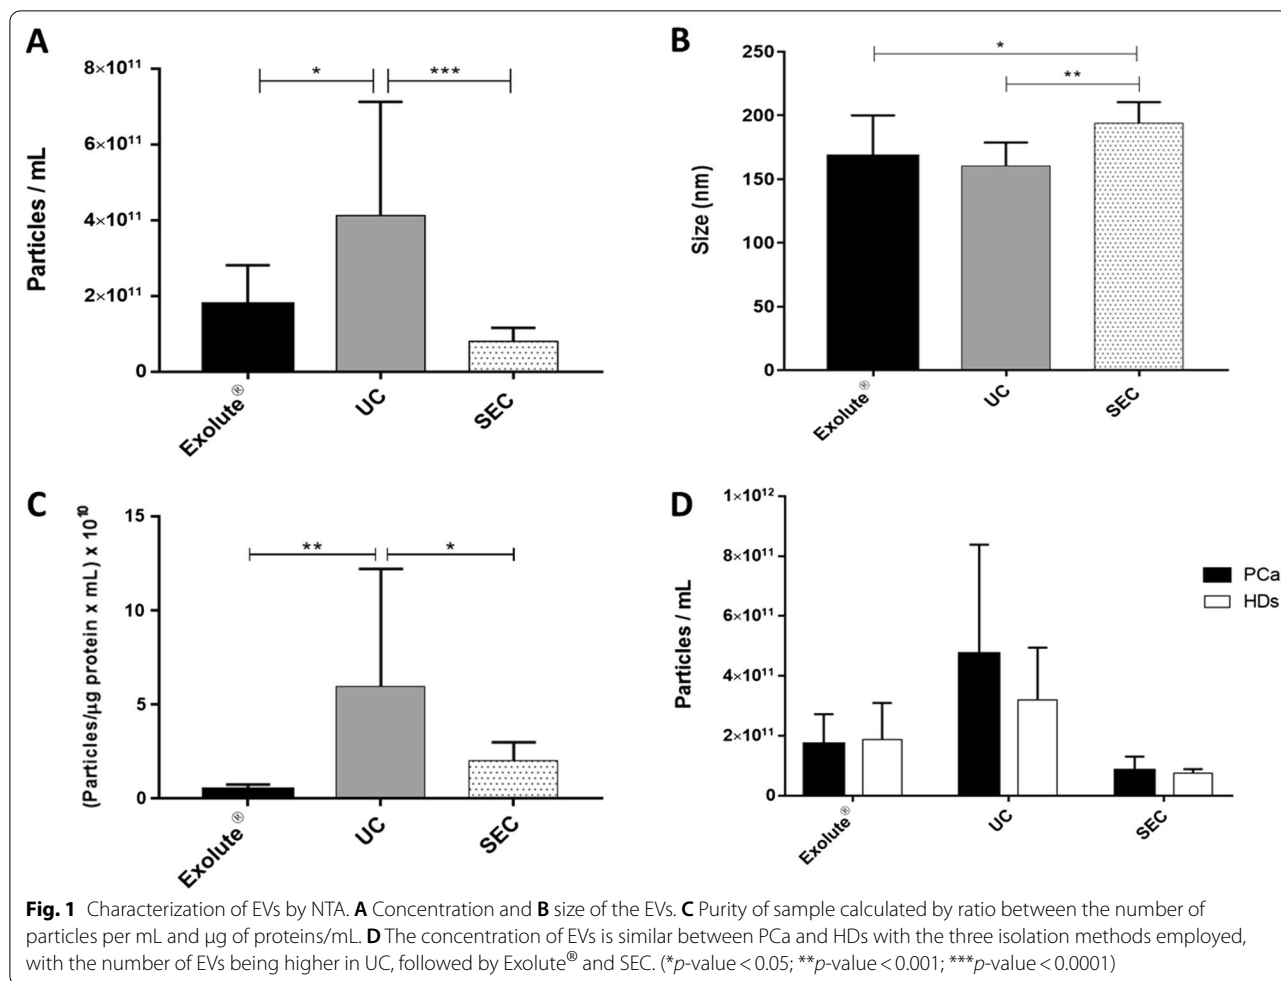 A
8×10¹¹
6×10¹¹
4×10¹¹
2×10¹¹
0
Particles / mL
*
***
Exolute®
UC
SEC
B
250
200
150
100
50
0
Size (nm)
*
**
Exolute®
UC
SEC
C
15
10
5
0
(Particles/µg protein x mL) x 10¹⁰
**
*
Exolute®
UC
SEC
D
1×10¹²
8×10¹¹
6×10¹¹
4×10¹¹
2×10¹¹
0
Particles / mL
PCa
HDs
Exolute®
UC
SEC
Fig. 1 Characterization of EVs by NTA. A Concentration and B size of the EVs. C Purity of sample calculated by ratio between the number of
particles per mL and µg of proteins/mL. D The concentration of EVs is similar between PCa and HDs with the three isolation methods employed,
with the number of EVs being higher in UC, followed by Exolute® and SEC. (*p-value < 0.05; **p-value < 0.001; ***p-value < 0.0001)